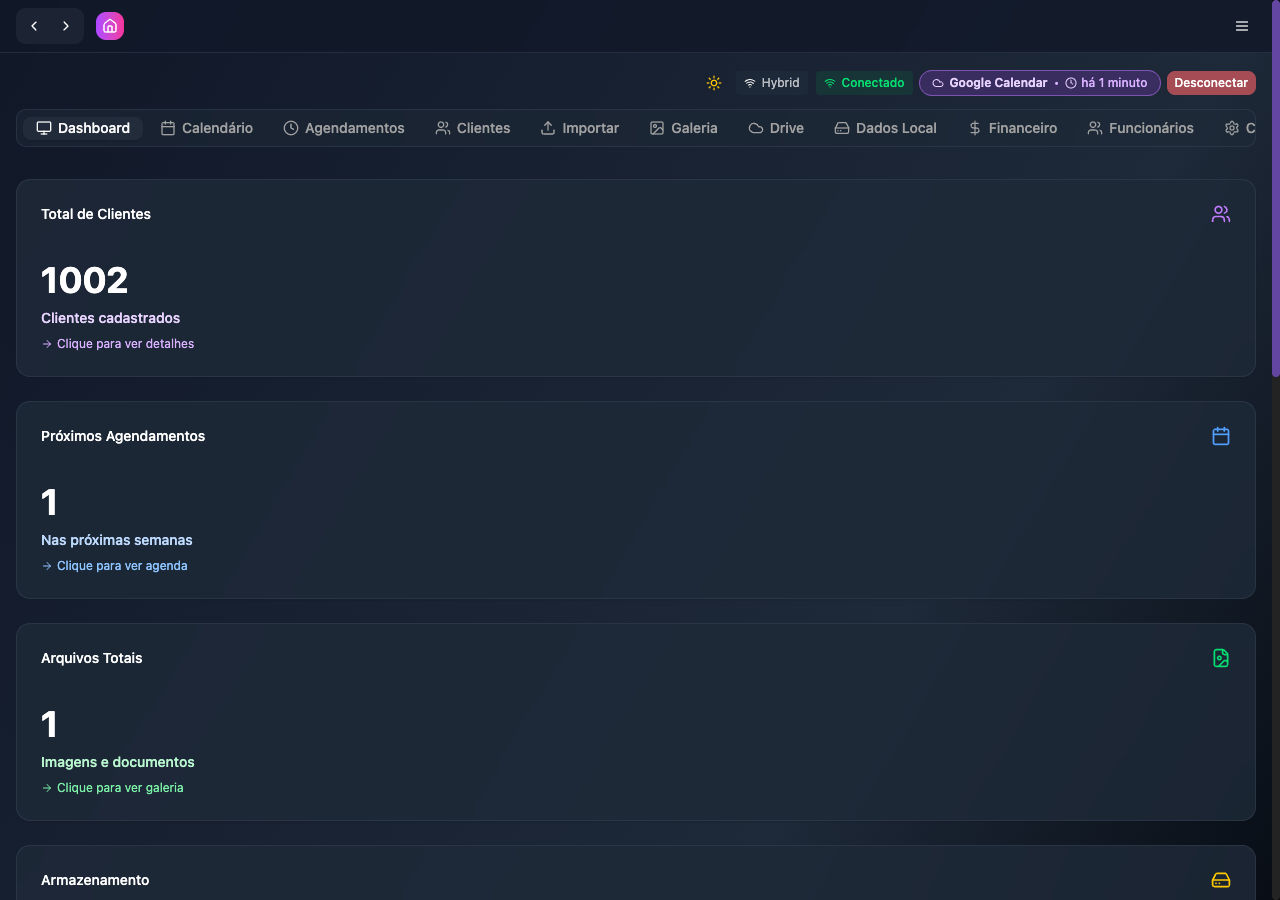 Hybrid Conectado Google Calendar • há 1 minuto Desconectar
Dashboard Calendário Agendamentos Clientes Importar Galeria Drive Dados Local Financeiro Funcionários C
Total de Clientes
1002
Clientes cadastrados
Clique para ver detalhes
Próximos Agendamentos
1
Nas próximas semanas
Clique para ver agenda
Arquivos Totais
1
Imagens e documentos
Clique para ver galeria
Armazenamento